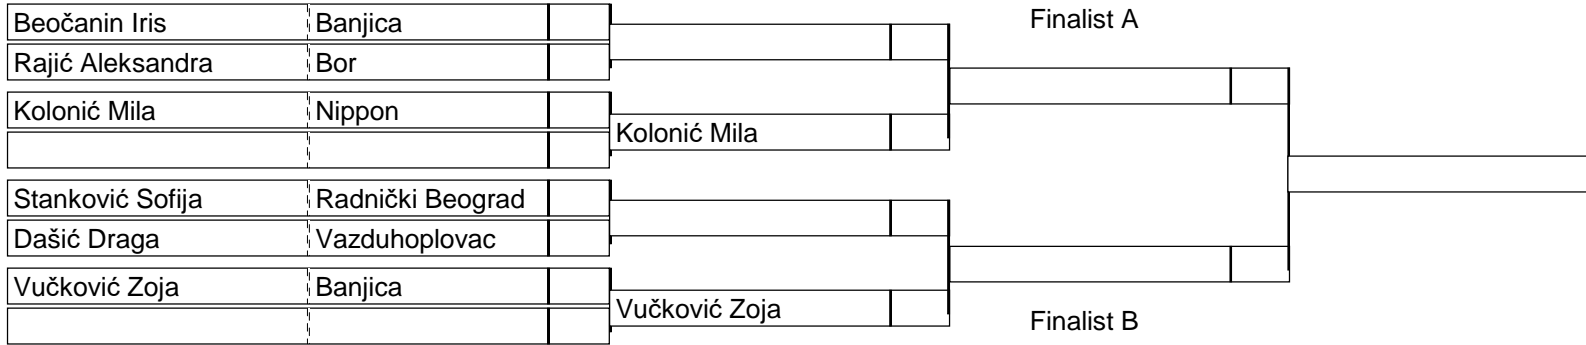 Beočanin Iris Banjica
Rajić Aleksandra Bor
Kolonić Mila Nippon
Stanković Sofija Radnički Beograd
Dašić Draga Vazduhoplovac
Vučković Zoja Banjica
Kolonić Mila
Vučković Zoja
Finalist A
Finalist B